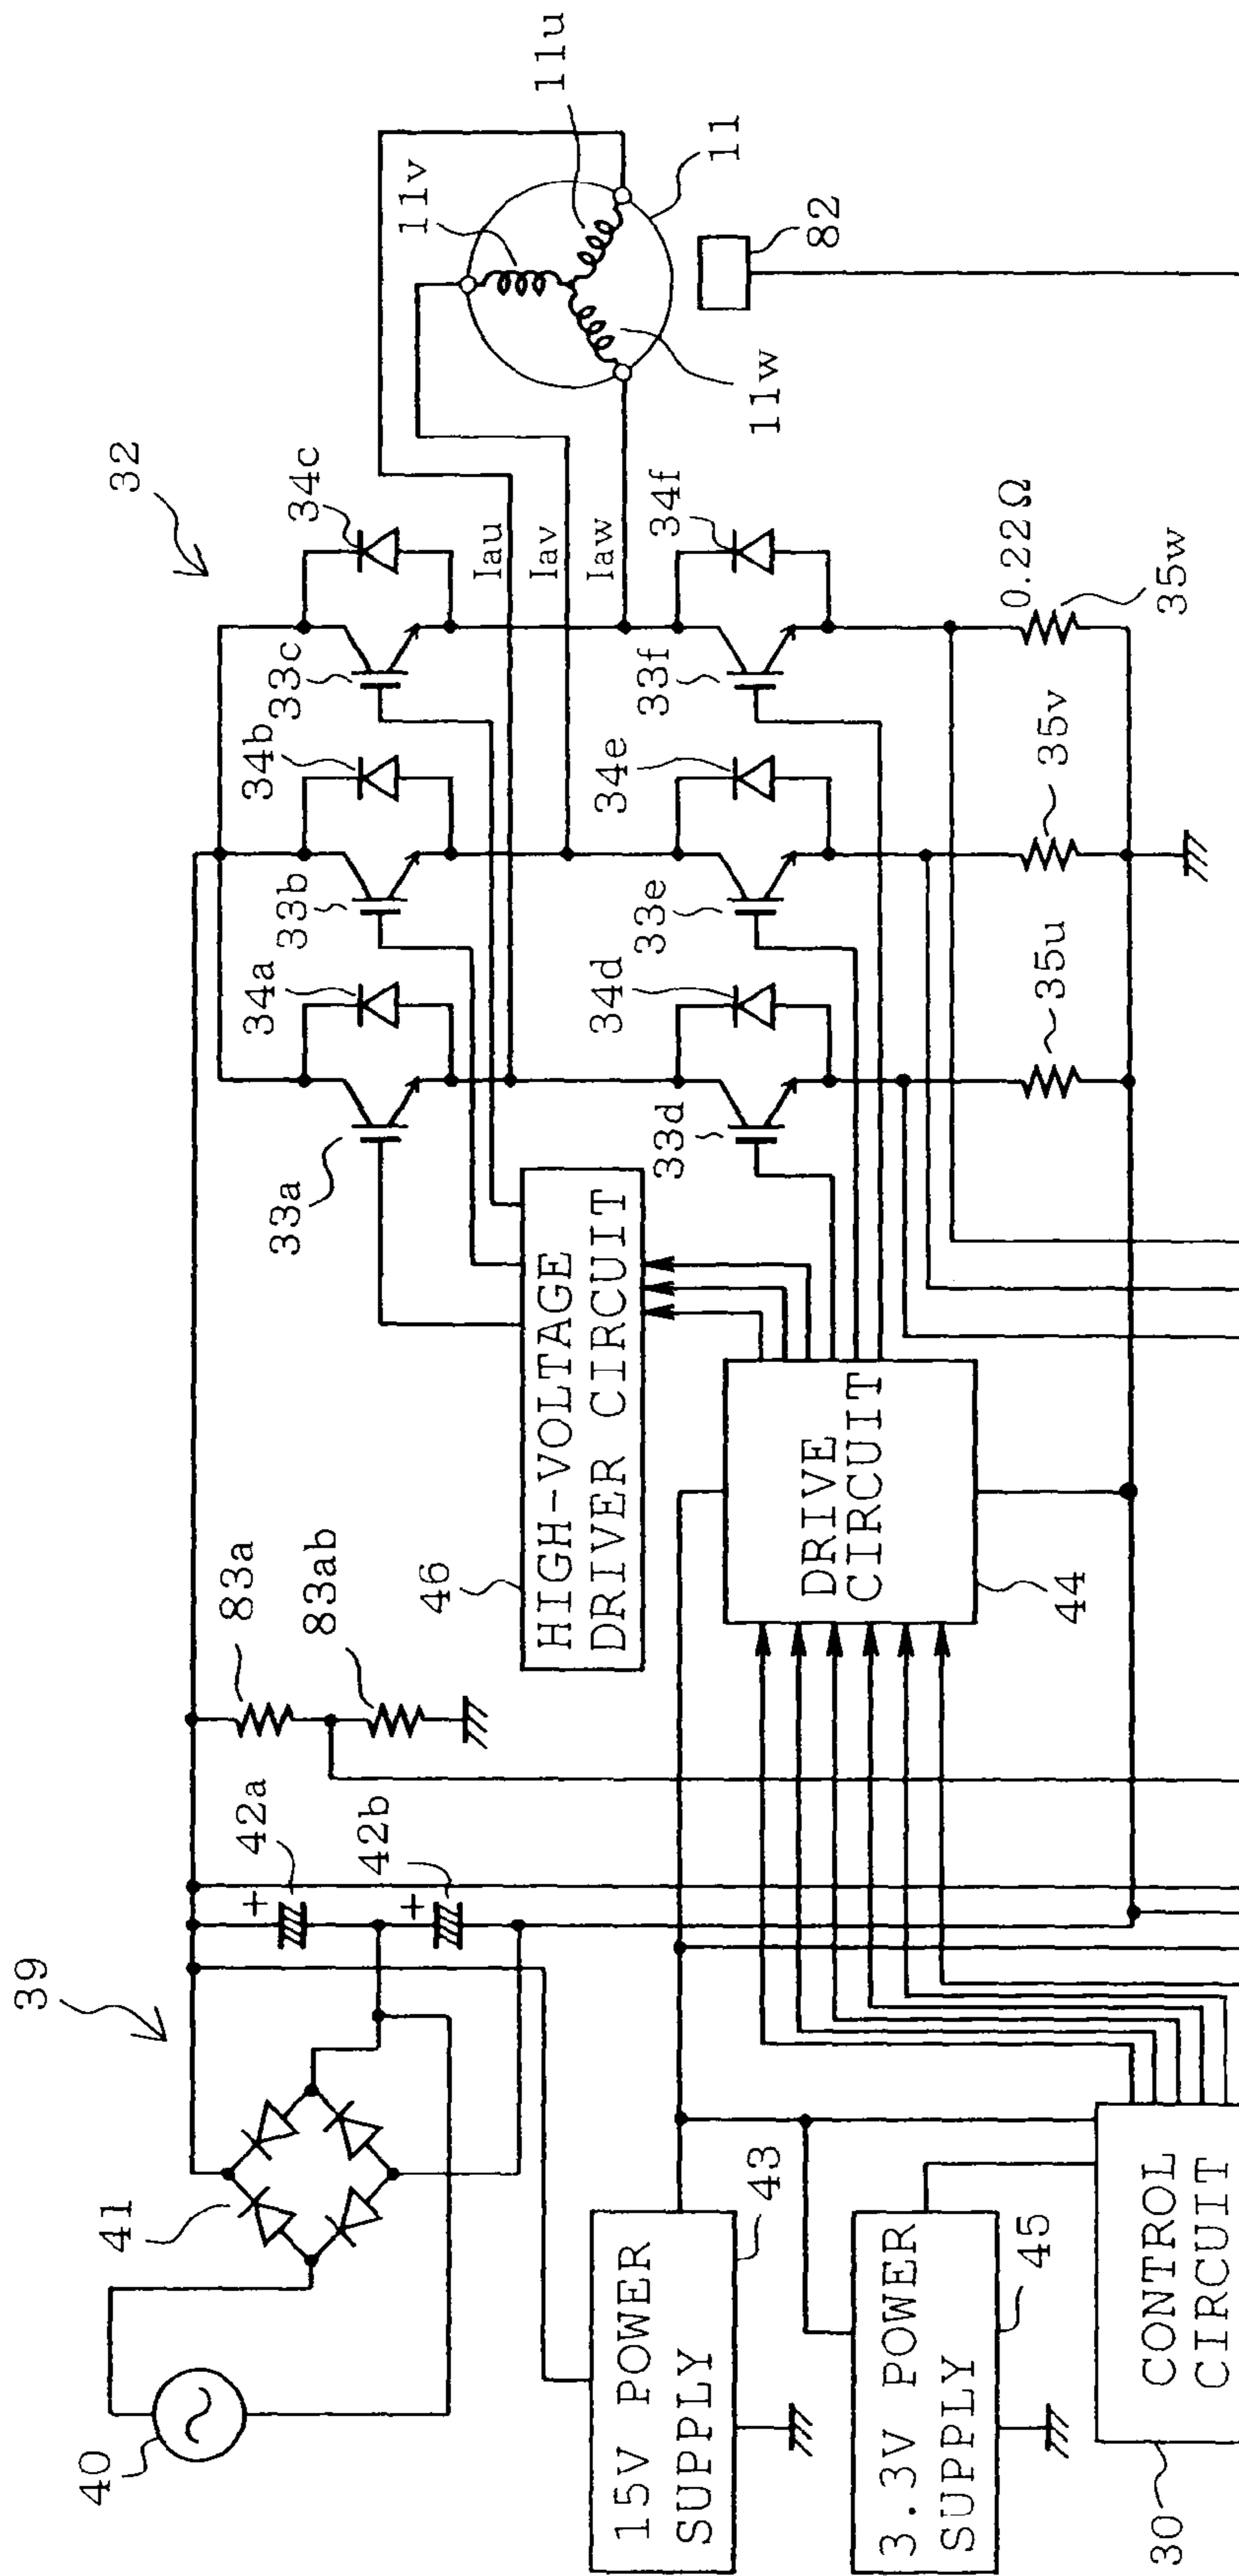 39
40
41
42a
42b
83a
83ab
32
33a
34a
33b
34b
33c
34c
Iau
Iav
Iaw
11v
11u
11w
11
82
46
HIGH-VOLTAGE
DRIVER CIRCUIT
33d
34d
33e
34e
33f
34f
0.22Ω
35u
35v
35w
15V POWER
SUPPLY
43
DRIVE
CIRCUIT
44
3.3V POWER
SUPPLY
45
CONTROL
CIRCUIT
30
+
+